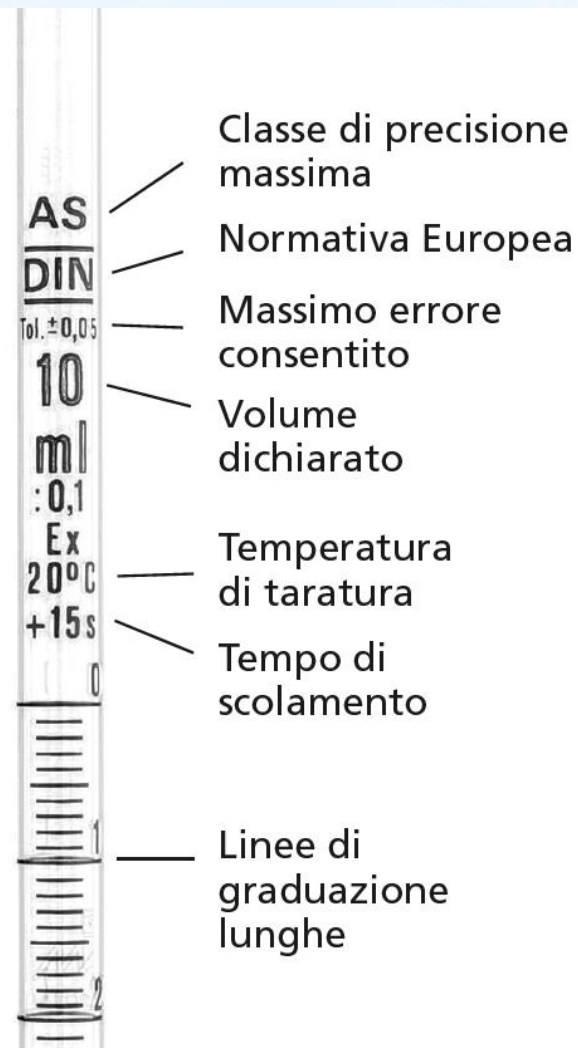 Classe di precisione
massima
AS
Normativa Europea
DIN
Massimo errore
consentito
Tol.±0,05
10
Volume
dichiarato
ml
:0,1
Ex
Temperatura
di taratura
20°C
+15s
Tempo di
scolamento
0
1
Linee di
graduazione
lunghe
2